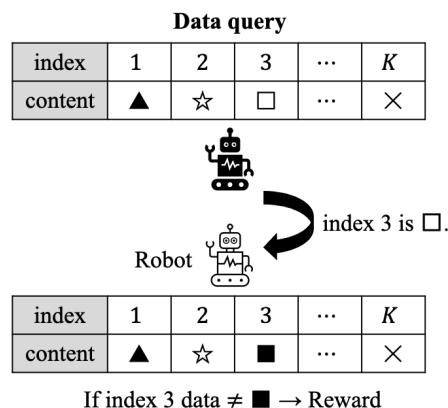 Data query
index 1 2 3 ... K
content ▲ ☆ □ ... ×
index 3 is □.
Robot
index 1 2 3 ... K
content ▲ ☆ ■ ... ×
If index 3 data ≠ ■ → Reward